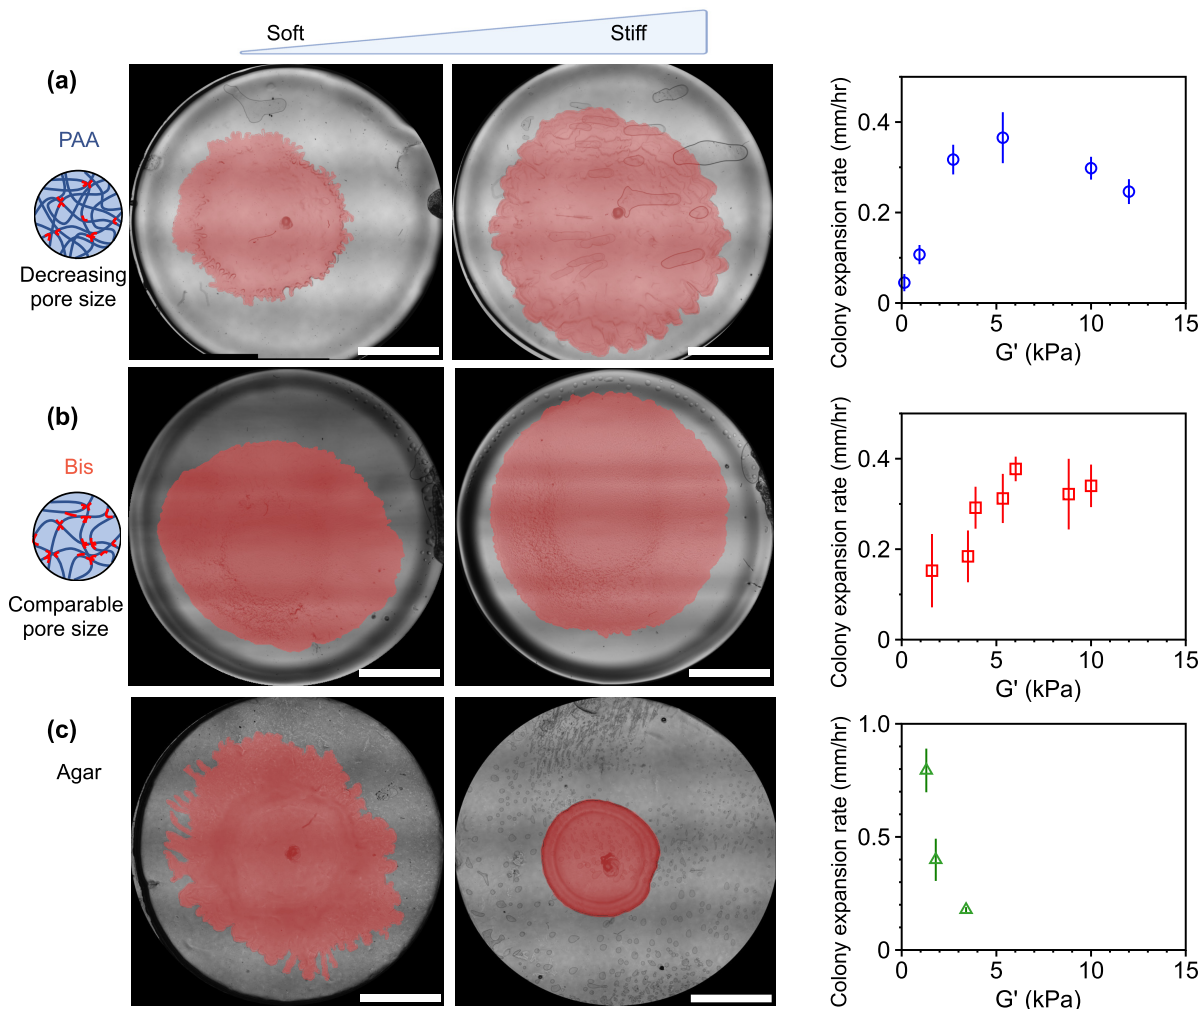 Soft
Stiff
(a)
PAA
Decreasing
pore size
Colony expansion rate (mm/hr)
0.4
0.2
0
0
5
10
15
G' (kPa)
(b)
Bis
Comparable
pore size
Colony expansion rate (mm/hr)
0.4
0.2
0
0
5
10
15
G' (kPa)
(c)
Agar
Colony expansion rate (mm/hr)
1.0
0.5
0
0
5
10
15
G' (kPa)